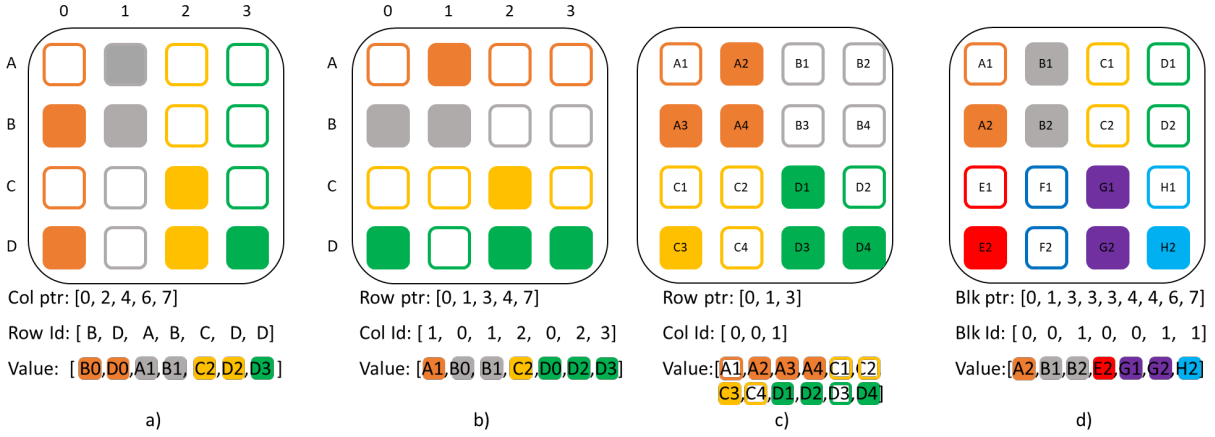 0 1 2 3
A
B
C
D
Col ptr: [0, 2, 4, 6, 7]
Row Id: [ B, D, A, B, C, D, D]
Value: [ B0,D0,A1,B1, C2,D2,D3 ]
a)
0 1 2 3
A
B
C
D
Row ptr: [0, 1, 3, 4, 7]
Col Id: [ 1, 0, 1, 2, 0, 2, 3]
Value: [A1,B0, B1, C2,D0,D2,D3]
b)
A1 A2 B1 B2
A3 A4 B3 B4
C1 C2 D1 D2
C3 C4 D3 D4
Row ptr: [0, 1, 3]
Col Id: [ 0, 0, 1]
Value:[A1,A2,A3,A4,C1,C2
C3,C4,D1,D2,D3,D4]
c)
A1 B1 C1 D1
A2 B2 C2 D2
E1 F1 G1 H1
E2 F2 G2 H2
Blk ptr: [0, 1, 3, 3, 3, 4, 4, 6, 7]
Blk Id: [ 0, 0, 1, 0, 0, 1, 1]
Value:[A2,B1,B2,E2,G1,G2,H2]
d)